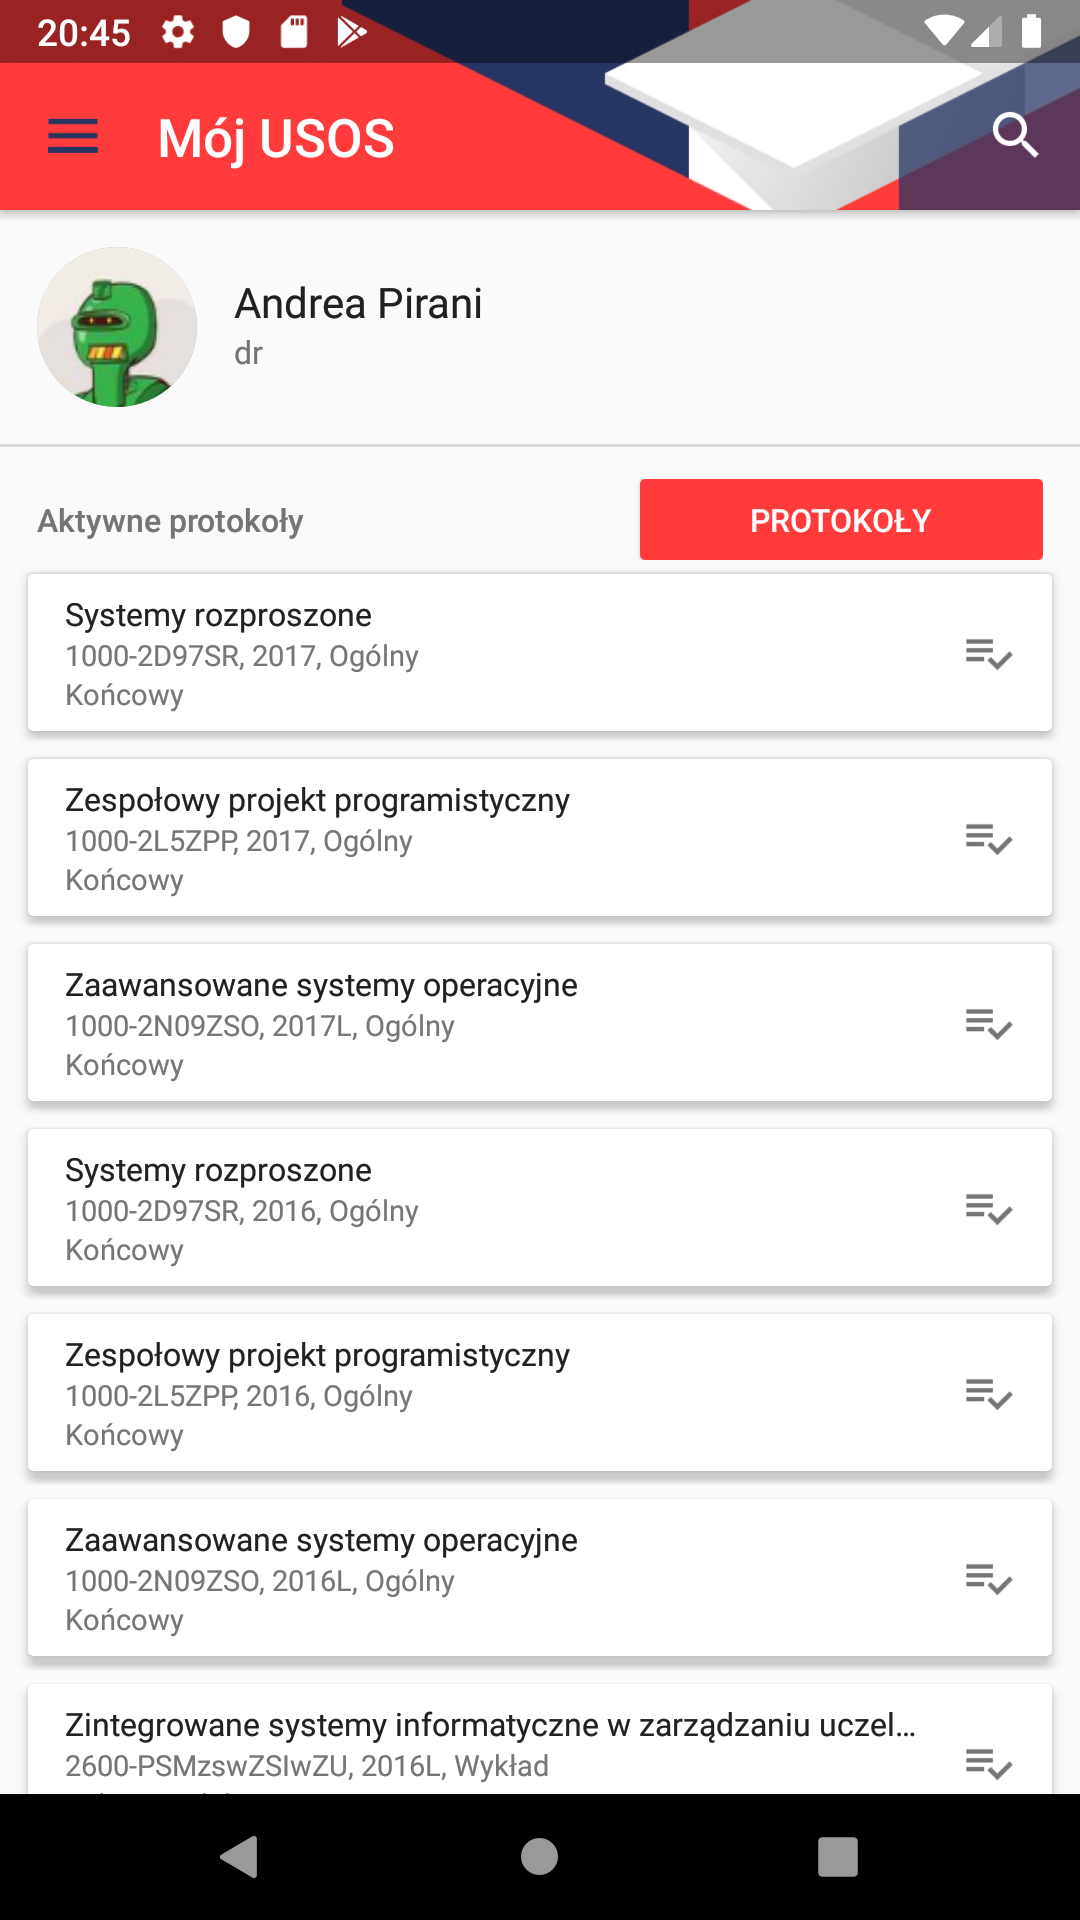 20:45
Mój USOS
Andrea Pirani
dr
Aktywne protokoły
PROTOKOŁY
Systemy rozproszone
1000-2D97SR, 2017, Ogólny
Końcowy
Zespołowy projekt programistyczny
1000-2L5ZPP, 2017, Ogólny
Końcowy
Zaawansowane systemy operacyjne
1000-2N09ZSO, 2017L, Ogólny
Końcowy
Systemy rozproszone
1000-2D97SR, 2016, Ogólny
Końcowy
Zespołowy projekt programistyczny
1000-2L5ZPP, 2016, Ogólny
Końcowy
Zaawansowane systemy operacyjne
1000-2N09ZSO, 2016L, Ogólny
Końcowy
Zintegrowane systemy informatyczne w zarządzaniu uczel...
2600-PSMzswZSIwZU, 2016L, Wykład